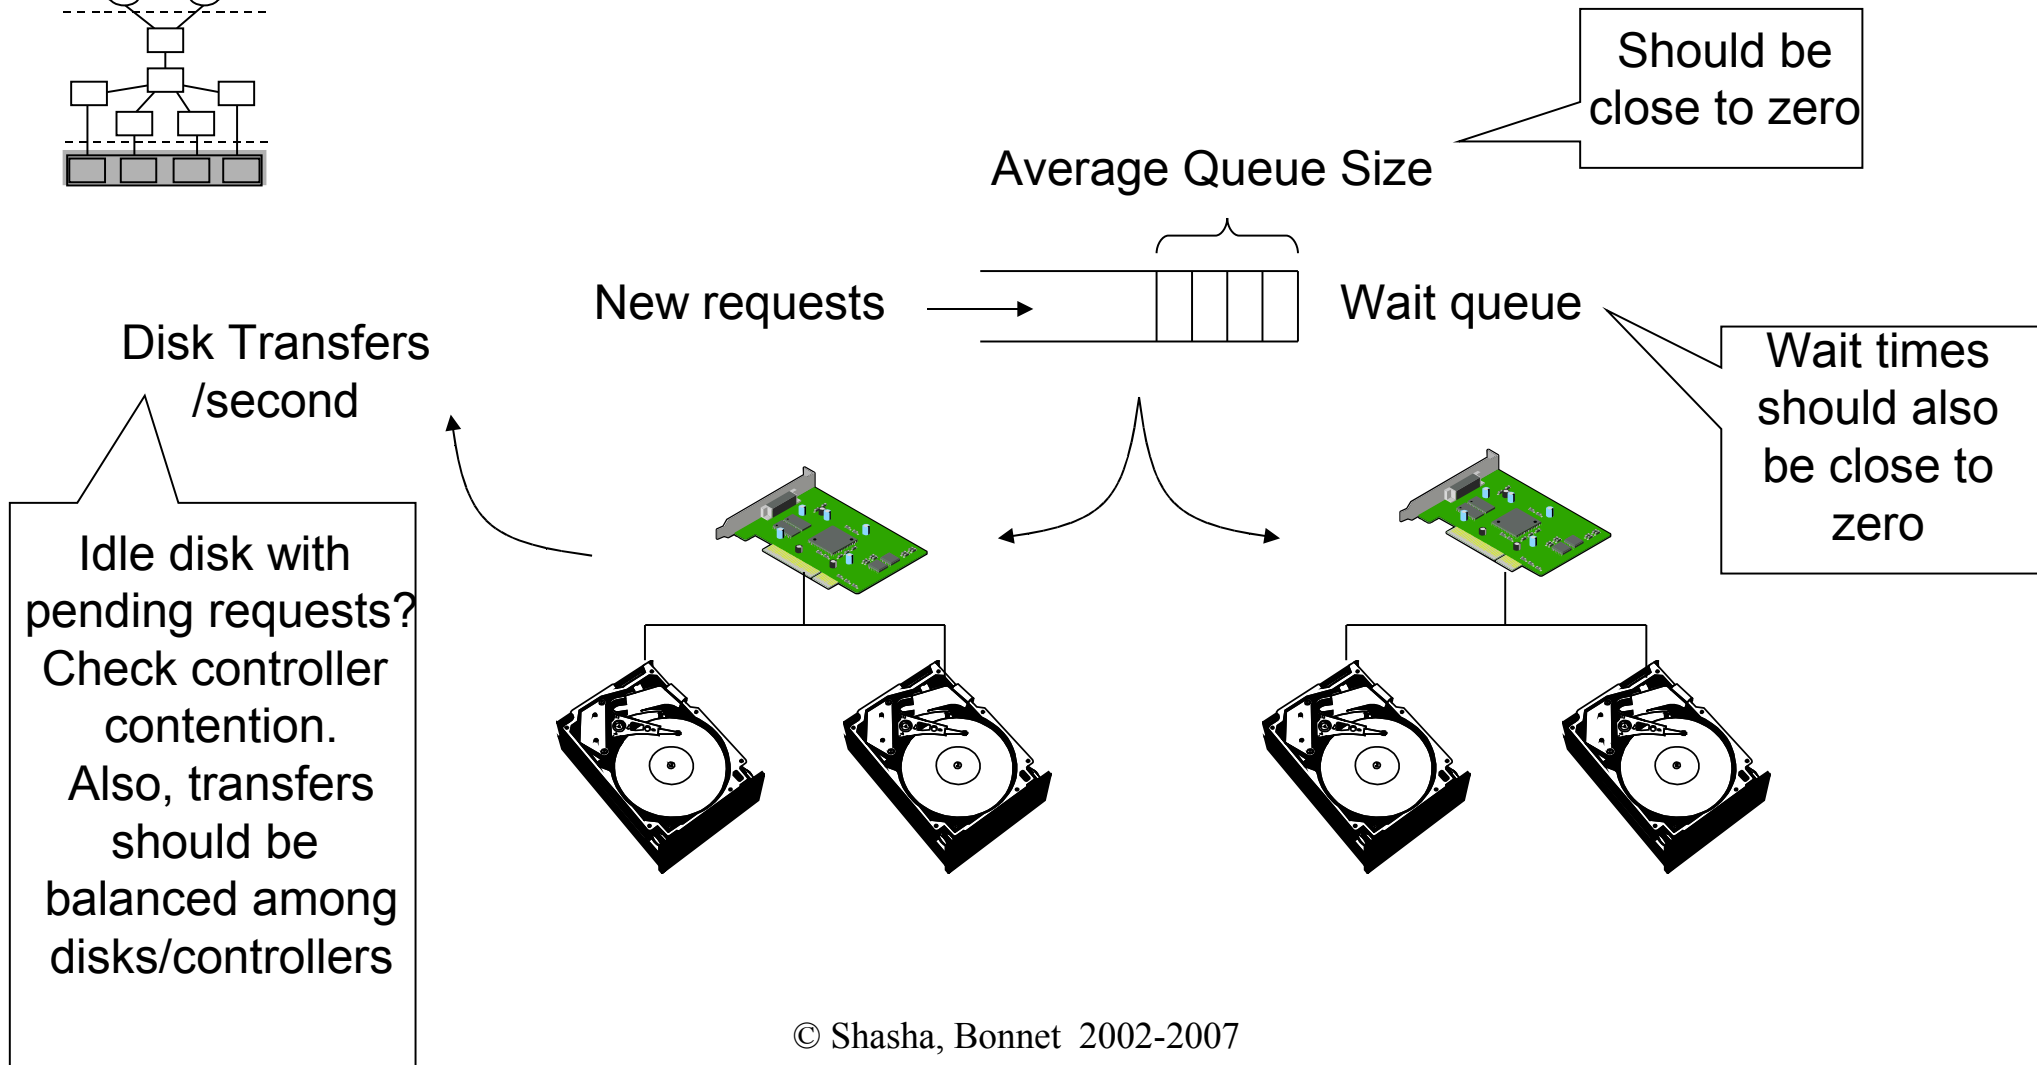 Should be
close to zero
Average Queue Size
New requests
Wait queue
Disk Transfers
/second
Wait times
should also
be close to
zero
Idle disk with
pending requests?
Check controller
contention.
Also, transfers
should be
balanced among
disks/controllers
© Shasha, Bonnet 2002-2007